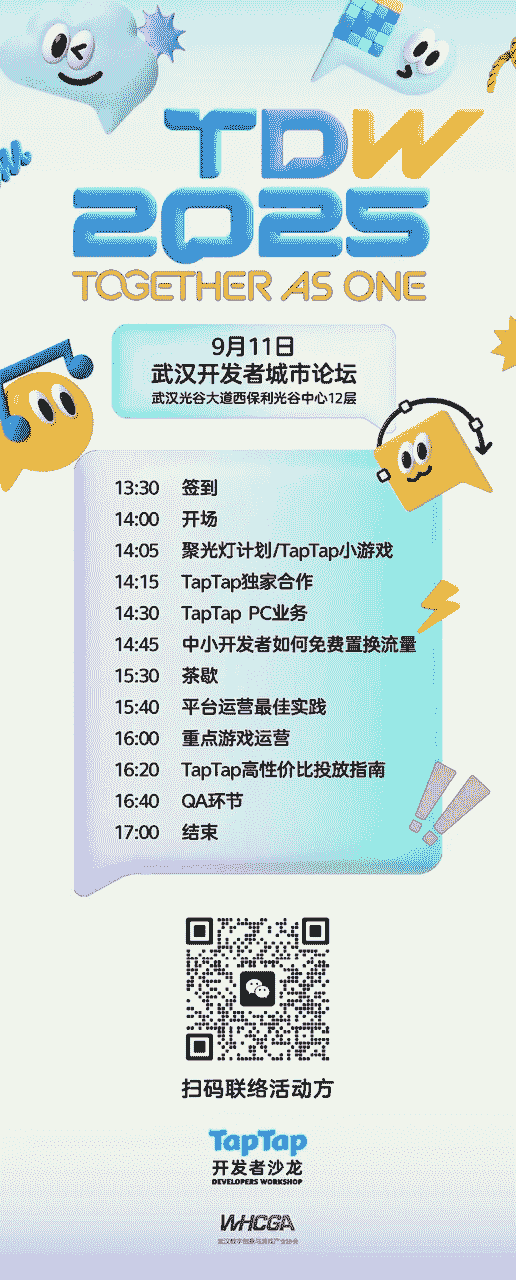 TDW
2025
TOGETHER AS ONE
9月11日
武汉开发者城市论坛
武汉光谷大道西保利光谷中心12层
13:30 签到
14:00 开场
14:05 聚光灯计划/TapTap小游戏
14:15 TapTap独家合作
14:30 TapTap PC业务
14:45 中小开发者如何免费置换流量
15:30 茶歇
15:40 平台运营最佳实践
16:00 重点游戏运营
16:20 TapTap高性价比投放指南
16:40 QA环节
17:00 结束
扫码联络活动方
TapTap
开发者沙龙
DEVELOPERS WORKSHOP
WHCGA